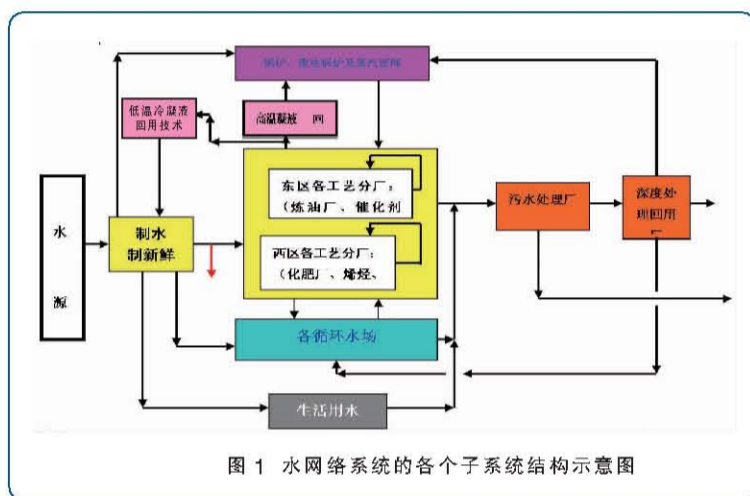 锅炉、废热锅炉及蒸汽管网
低温冷凝液
回用技术
高温凝液 网
东区各工艺分厂：
（炼油厂、催化剂
水
源
制水
制新鲜
西区各工艺分厂：
（化肥厂、烯烃、
污水处理厂
深度处
理回用
各循环水场
生活用水
图 1 水网络系统的各个子系统结构示意图